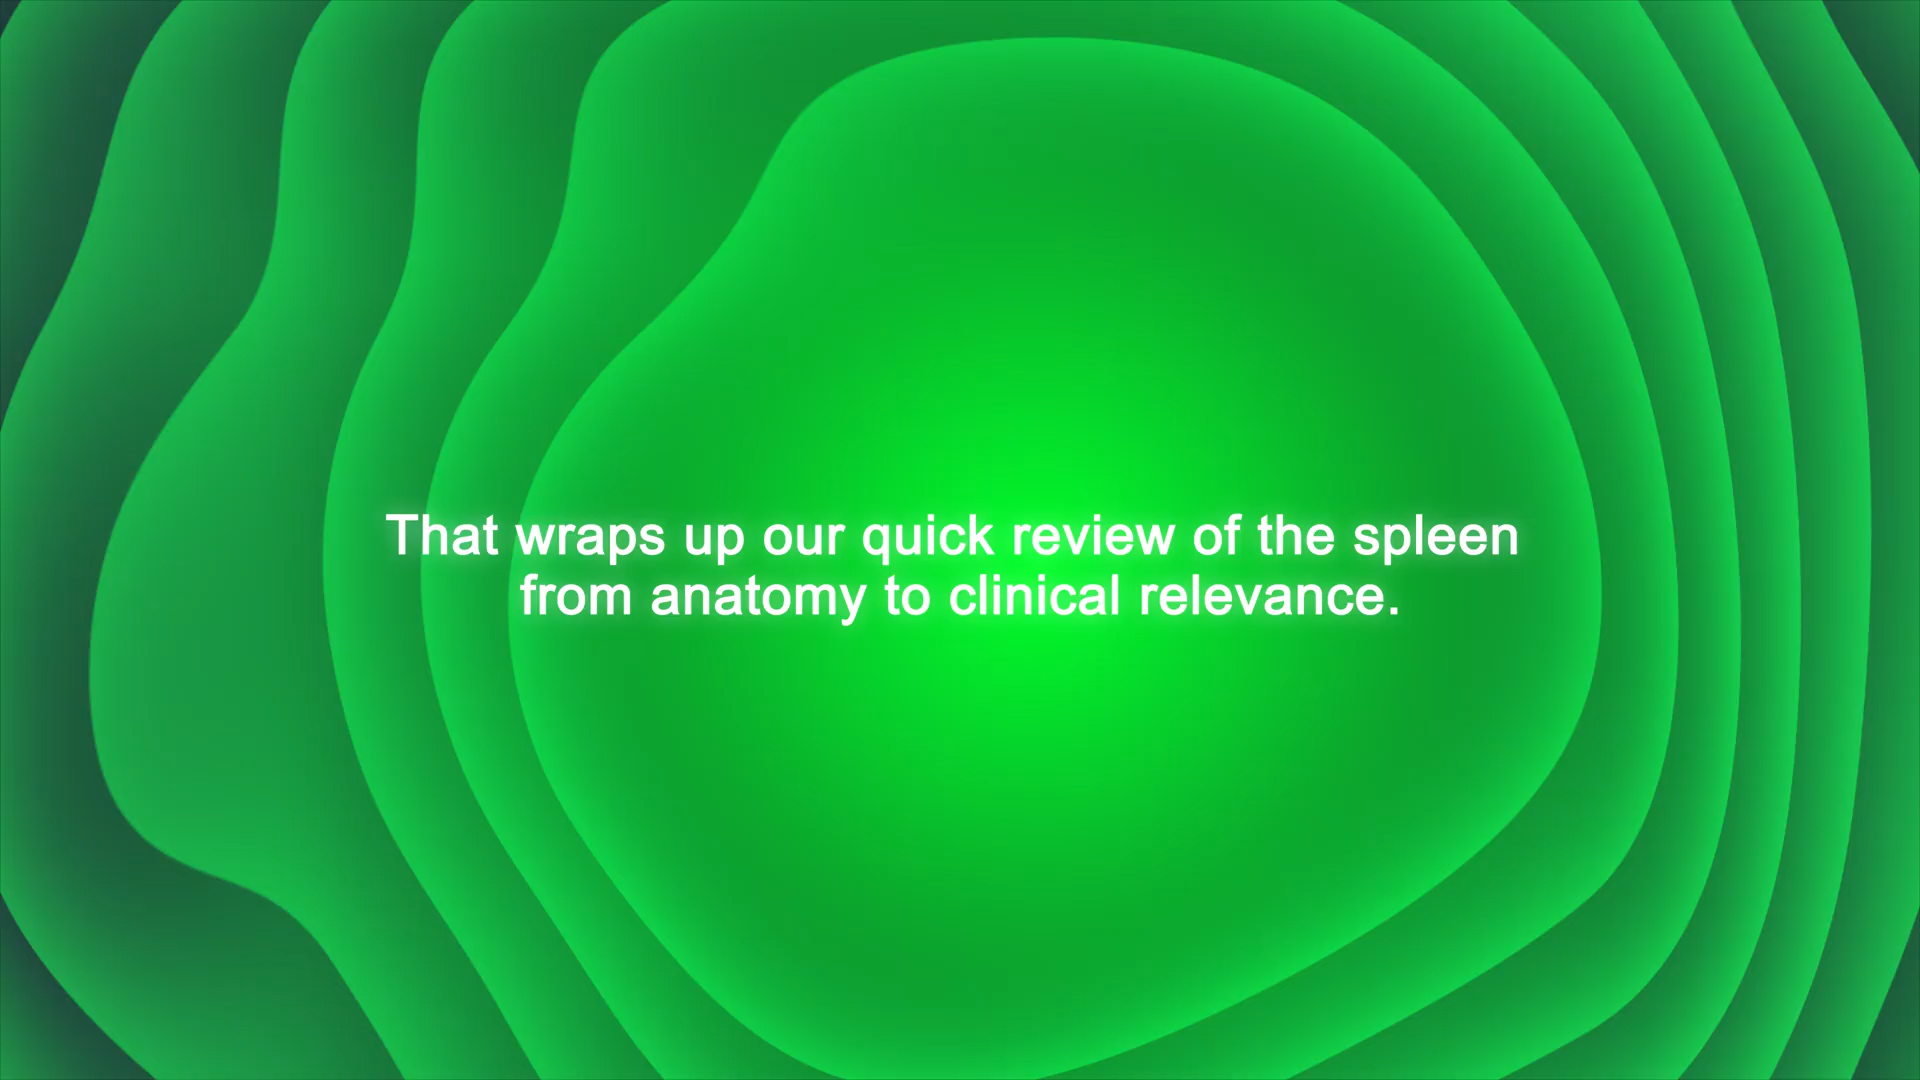 That wraps up our quick review of the spleen
from anatomy to clinical relevance.